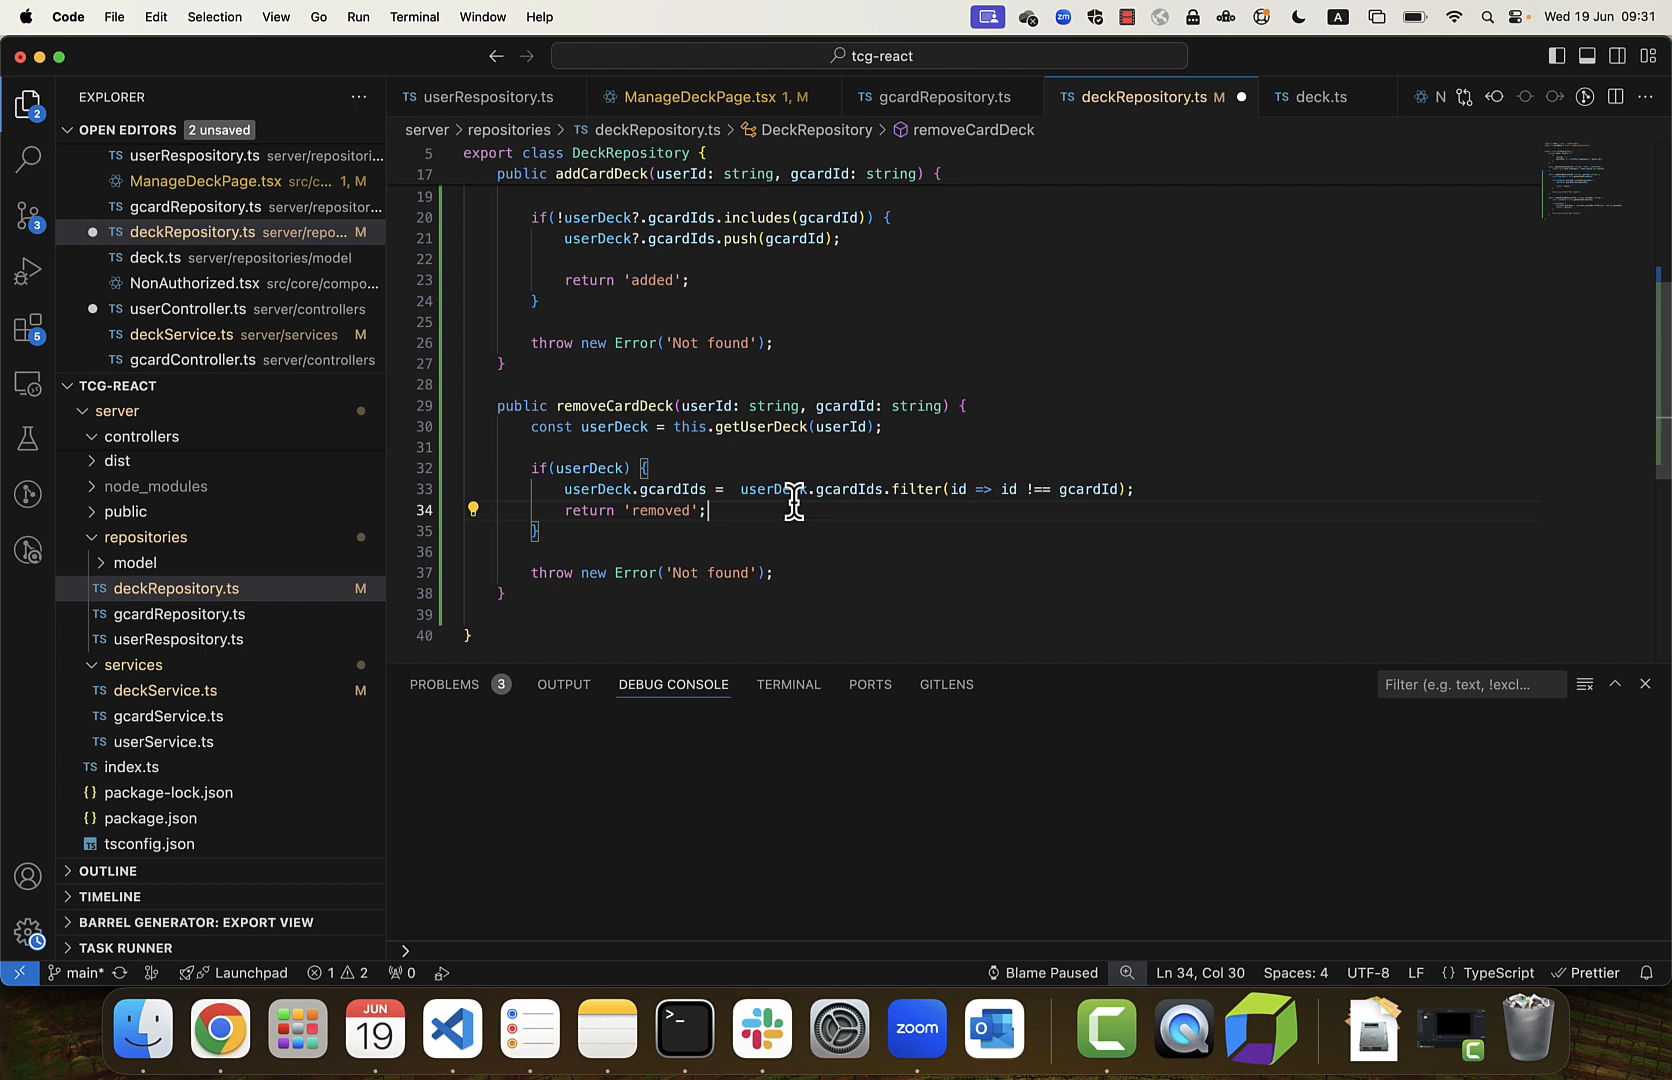 Code File Edit Selection View Go Run Terminal Window Help
zm
A
Wed 19 Jun 09:31
tcg-react
EXPLORER
OPEN EDITORS 2 unsaved
TS userRespository.ts server/repositori...
ManageDeckPage.tsx src/c... 1, M
TS gcardRepository.ts server/repositor...
TS deckRepository.ts server/repo... M
TS deck.ts server/repositories/model
NonAuthorized.tsx src/core/compo...
TS userController.ts server/controllers
TS deckService.ts server/services M
TS gcardController.ts server/controllers
TCG-REACT
server
controllers
dist
node_modules
public
repositories
model
TS deckRepository.ts M
TS gcardRepository.ts
TS userRespository.ts
services
TS deckService.ts M
TS gcardService.ts
TS userService.ts
TS index.ts
{} package-lock.json
{} package.json
tsconfig.json
OUTLINE
TIMELINE
BARREL GENERATOR: EXPORT VIEW
TASK RUNNER
2
3
5
TS userRespository.ts
ManageDeckPage.tsx 1, M
TS gcardRepository.ts
TS deckRepository.ts M
TS deck.ts
N
server > repositories > TS deckRepository.ts > DeckRepository > removeCardDeck
5 export class DeckRepository {
17 public addCardDeck(userId: string, gcardId: string) {
19
20 if(!userDeck?.gcardIds.includes(gcardId)) {
21 userDeck?.gcardIds.push(gcardId);
22
23 return 'added';
24 }
25
26 throw new Error('Not found');
27 }
28
29 public removeCardDeck(userId: string, gcardId: string) {
30 const userDeck = this.getUserDeck(userId);
31
32 if(userDeck) {
33 userDeck.gcardIds =  userDeck.gcardIds.filter(id => id !== gcardId);
34 return 'removed';
35 }
36
37 throw new Error('Not found');
38 }
39
40 }
PROBLEMS 3 OUTPUT DEBUG CONSOLE TERMINAL PORTS GITLENS
Filter (e.g. text, !excl...
main* Launchpad 1 2 0
Blame Paused Ln 34, Col 30 Spaces: 4 UTF-8 LF {} TypeScript Prettier
JUN
19
>_
zoom
O
C
C